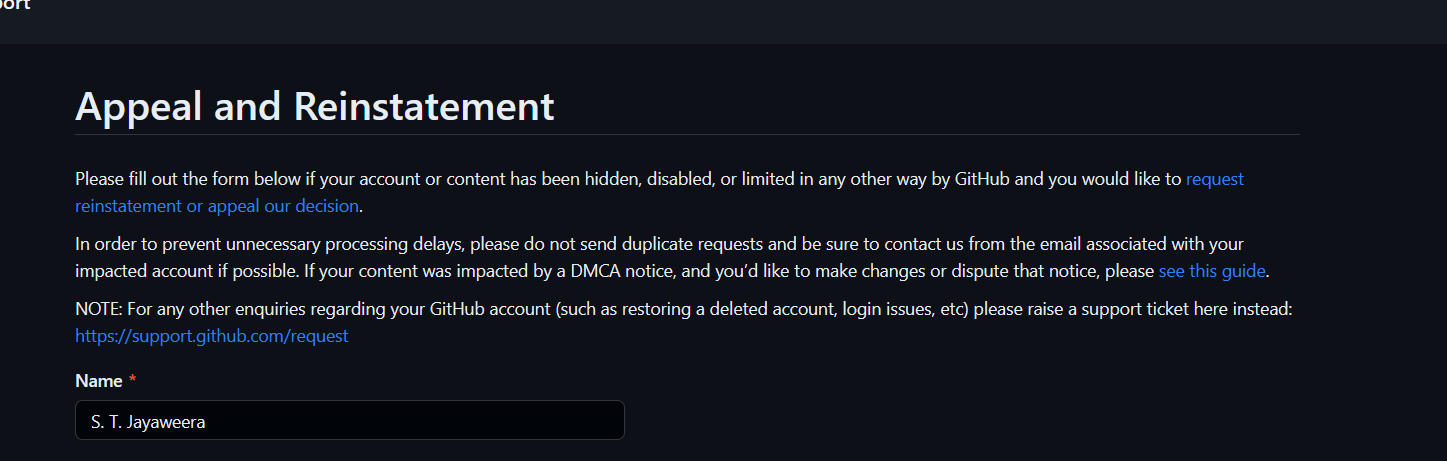 Appeal and Reinstatement
Please fill out the form below if your account or content has been hidden, disabled, or limited in any other way by GitHub and you would like to request
reinstatement or appeal our decision.
In order to prevent unnecessary processing delays, please do not send duplicate requests and be sure to contact us from the email associated with your
impacted account if possible. If your content was impacted by a DMCA notice, and you’d like to make changes or dispute that notice, please see this guide.
NOTE: For any other enquiries regarding your GitHub account (such as restoring a deleted account, login issues, etc) please raise a support ticket here instead:
https://support.github.com/request
Name *
S. T. Jayaweera